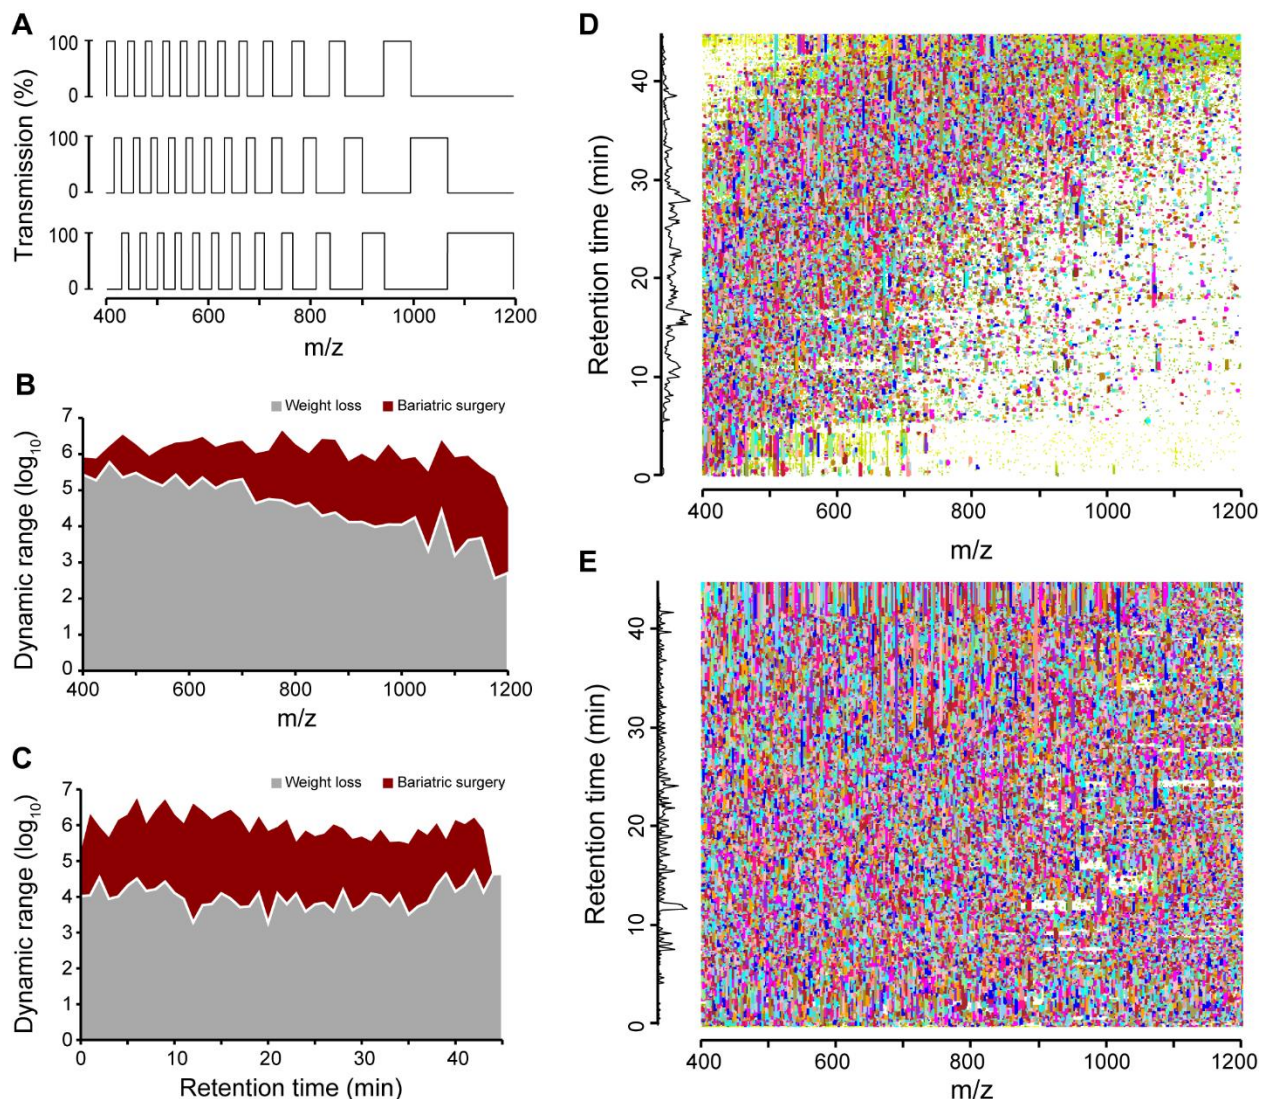 A
Transmission (%)
100
0
100
0
100
0
400 600 800 1000 1200
m/z
B
Weight loss Bariatric surgery
Dynamic range (log10)
7
6
5
4
3
2
1
0
400 600 800 1000 1200
m/z
C
Weight loss Bariatric surgery
Dynamic range (log10)
7
6
5
4
3
2
1
0
0 10 20 30 40
Retention time (min)
D
Retention time (min)
40
30
20
10
0
400 600 800 1000 1200
m/z
E
Retention time (min)
40
30
20
10
0
400 600 800 1000 1200
m/z